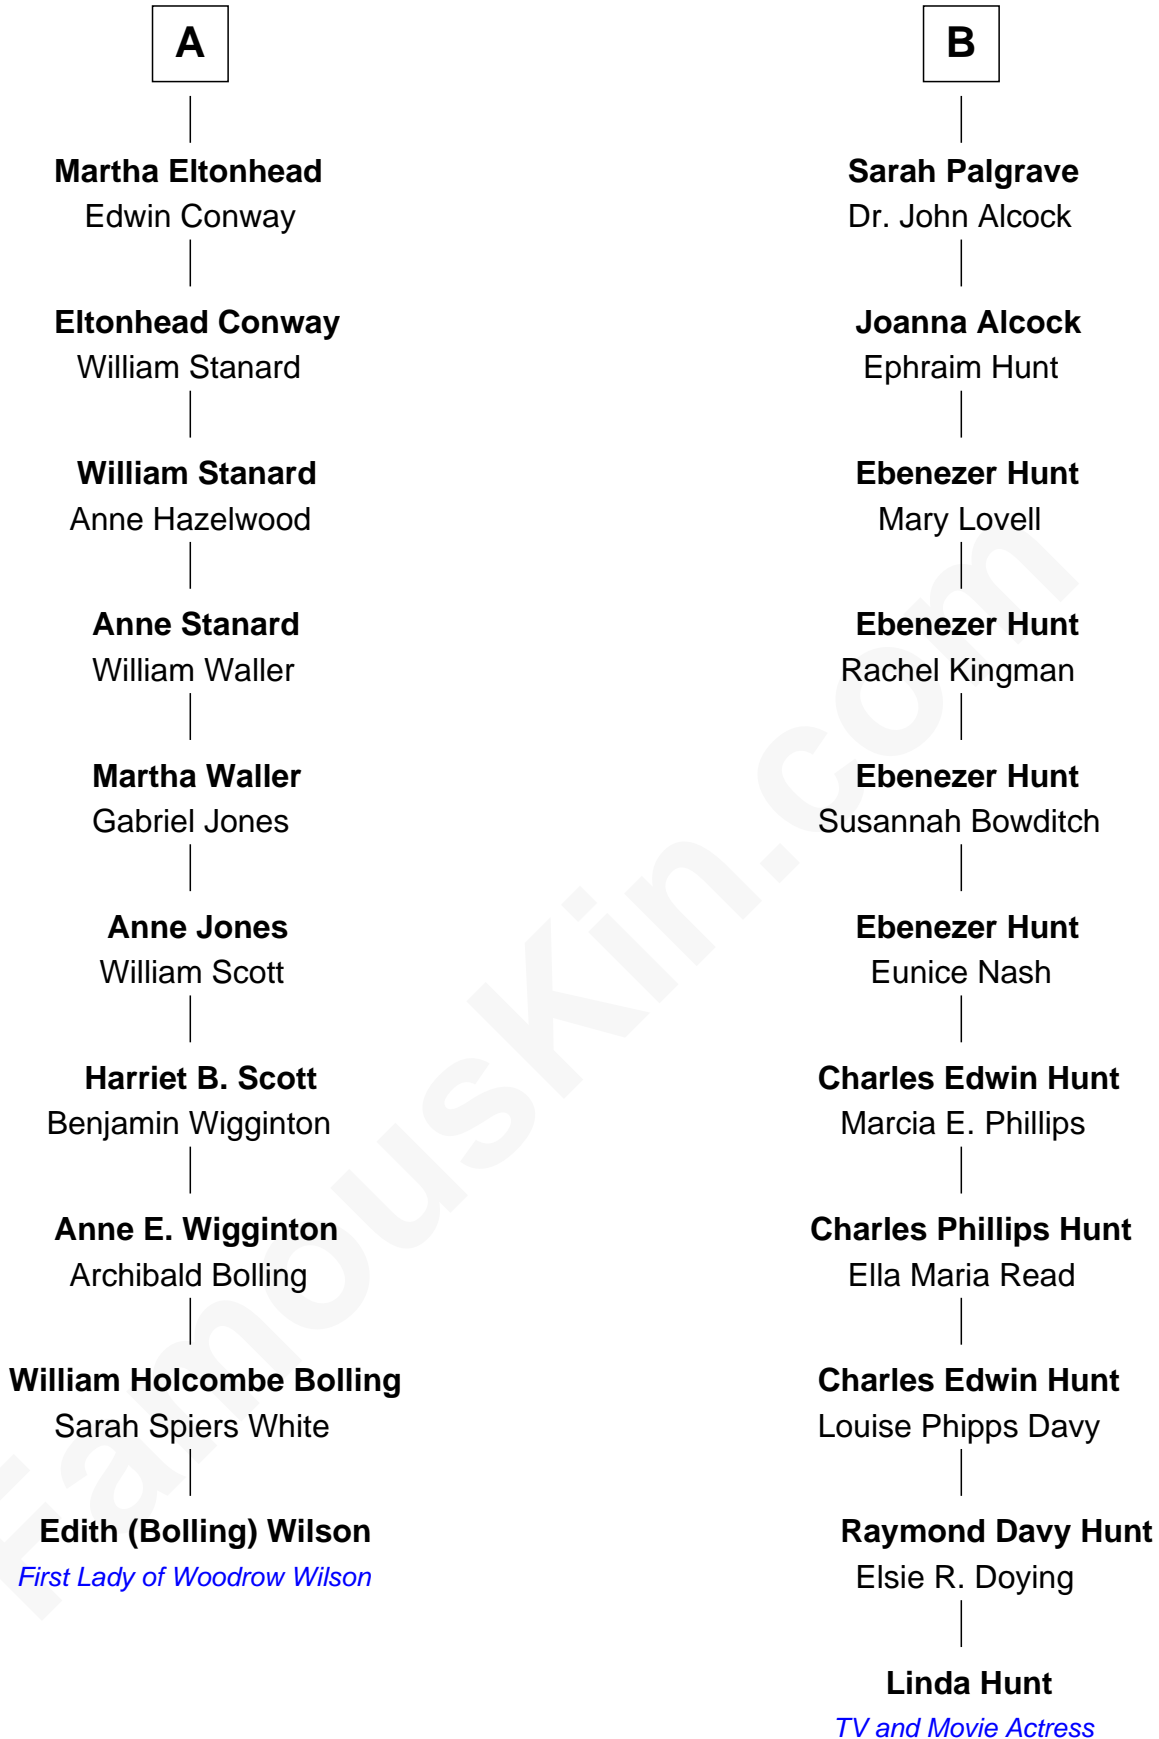 A
Martha Eltonhead
Edwin Conway
Eltonhead Conway
William Stanard
William Stanard
Anne Hazelwood
Anne Stanard
William Waller
Martha Waller
Gabriel Jones
Anne Jones
William Scott
Harriet B. Scott
Benjamin Wigginton
Anne E. Wigginton
Archibald Bolling
William Holcombe Bolling
Sarah Spiers White
Edith (Bolling) Wilson
First Lady of Woodrow Wilson
B
Sarah Palgrave
Dr. John Alcock
Joanna Alcock
Ephraim Hunt
Ebenezer Hunt
Mary Lovell
Ebenezer Hunt
Rachel Kingman
Ebenezer Hunt
Susannah Bowditch
Ebenezer Hunt
Eunice Nash
Charles Edwin Hunt
Marcia E. Phillips
Charles Phillips Hunt
Ella Maria Read
Charles Edwin Hunt
Louise Phipps Davy
Raymond Davy Hunt
Elsie R. Doying
Linda Hunt
TV and Movie Actress
FamousKin.com